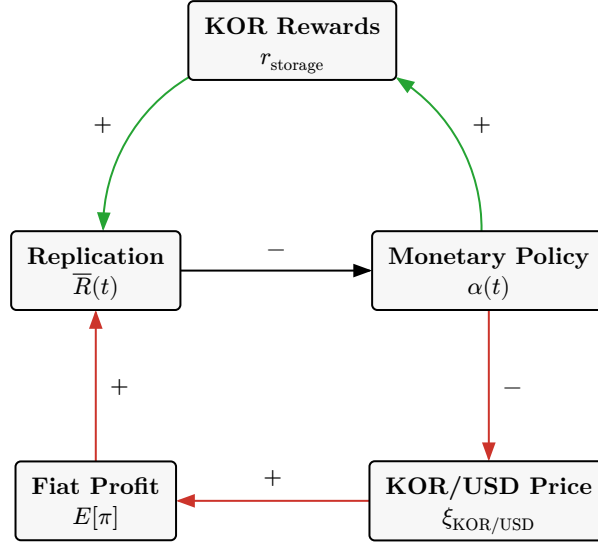 KOR Rewards
r_storage
+
+
Replication
R̅(t)
−
Monetary Policy
α(t)
+
−
Fiat Profit
E[π]
+
KOR/USD Price
ξ_KOR/USD